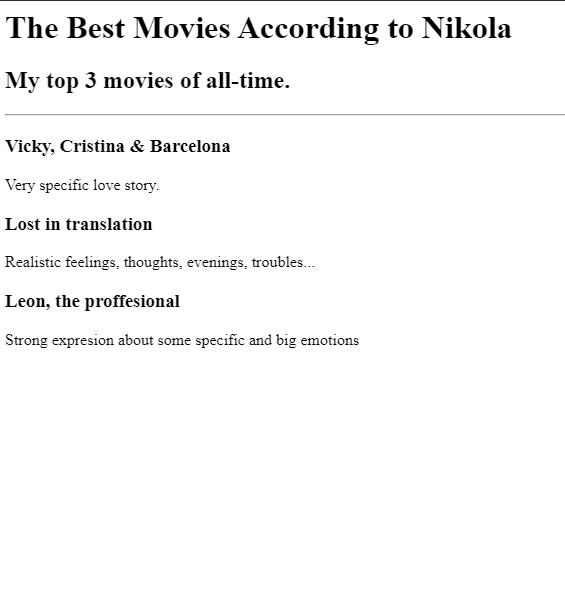 The Best Movies According to Nikola
My top 3 movies of all-time.
Vicky, Cristina & Barcelona
Very specific love story.
Lost in translation
Realistic feelings, thoughts, evenings, troubles...
Leon, the proffesional
Strong expresion about some specific and big emotions